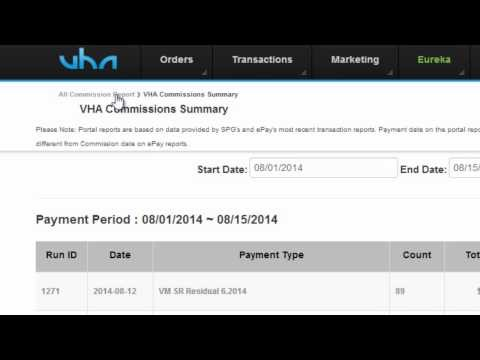 vha Orders Transactions Marketing Eureka
All Commission Report ❯ VHA Commissions Summary
VHA Commissions Summary
Please Note: Portal reports are based on data provided by SPG's and ePay's most recent transaction reports. Payment date on the portal repo
different from Commission date on ePay reports.
Start Date: 08/01/2014 End Date: 08/15/
Payment Period : 08/01/2014 ~ 08/15/2014
Run ID Date Payment Type Count Tot
1271 2014-08-12 VM SR Residual 6.2014 89